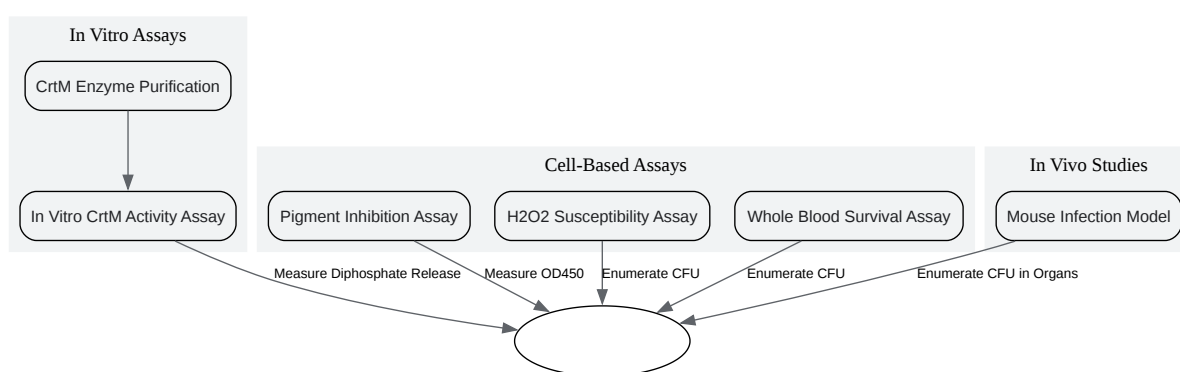 In Vitro Assays
CrtM Enzyme Purification
Cell-Based Assays
In Vivo Studies
In Vitro CrtM Activity Assay
Pigment Inhibition Assay
H2O2 Susceptibility Assay
Whole Blood Survival Assay
Mouse Infection Model
Measure Diphosphate Release
Measure OD450
Enumerate CFU
Enumerate CFU
Enumerate CFU in Organs